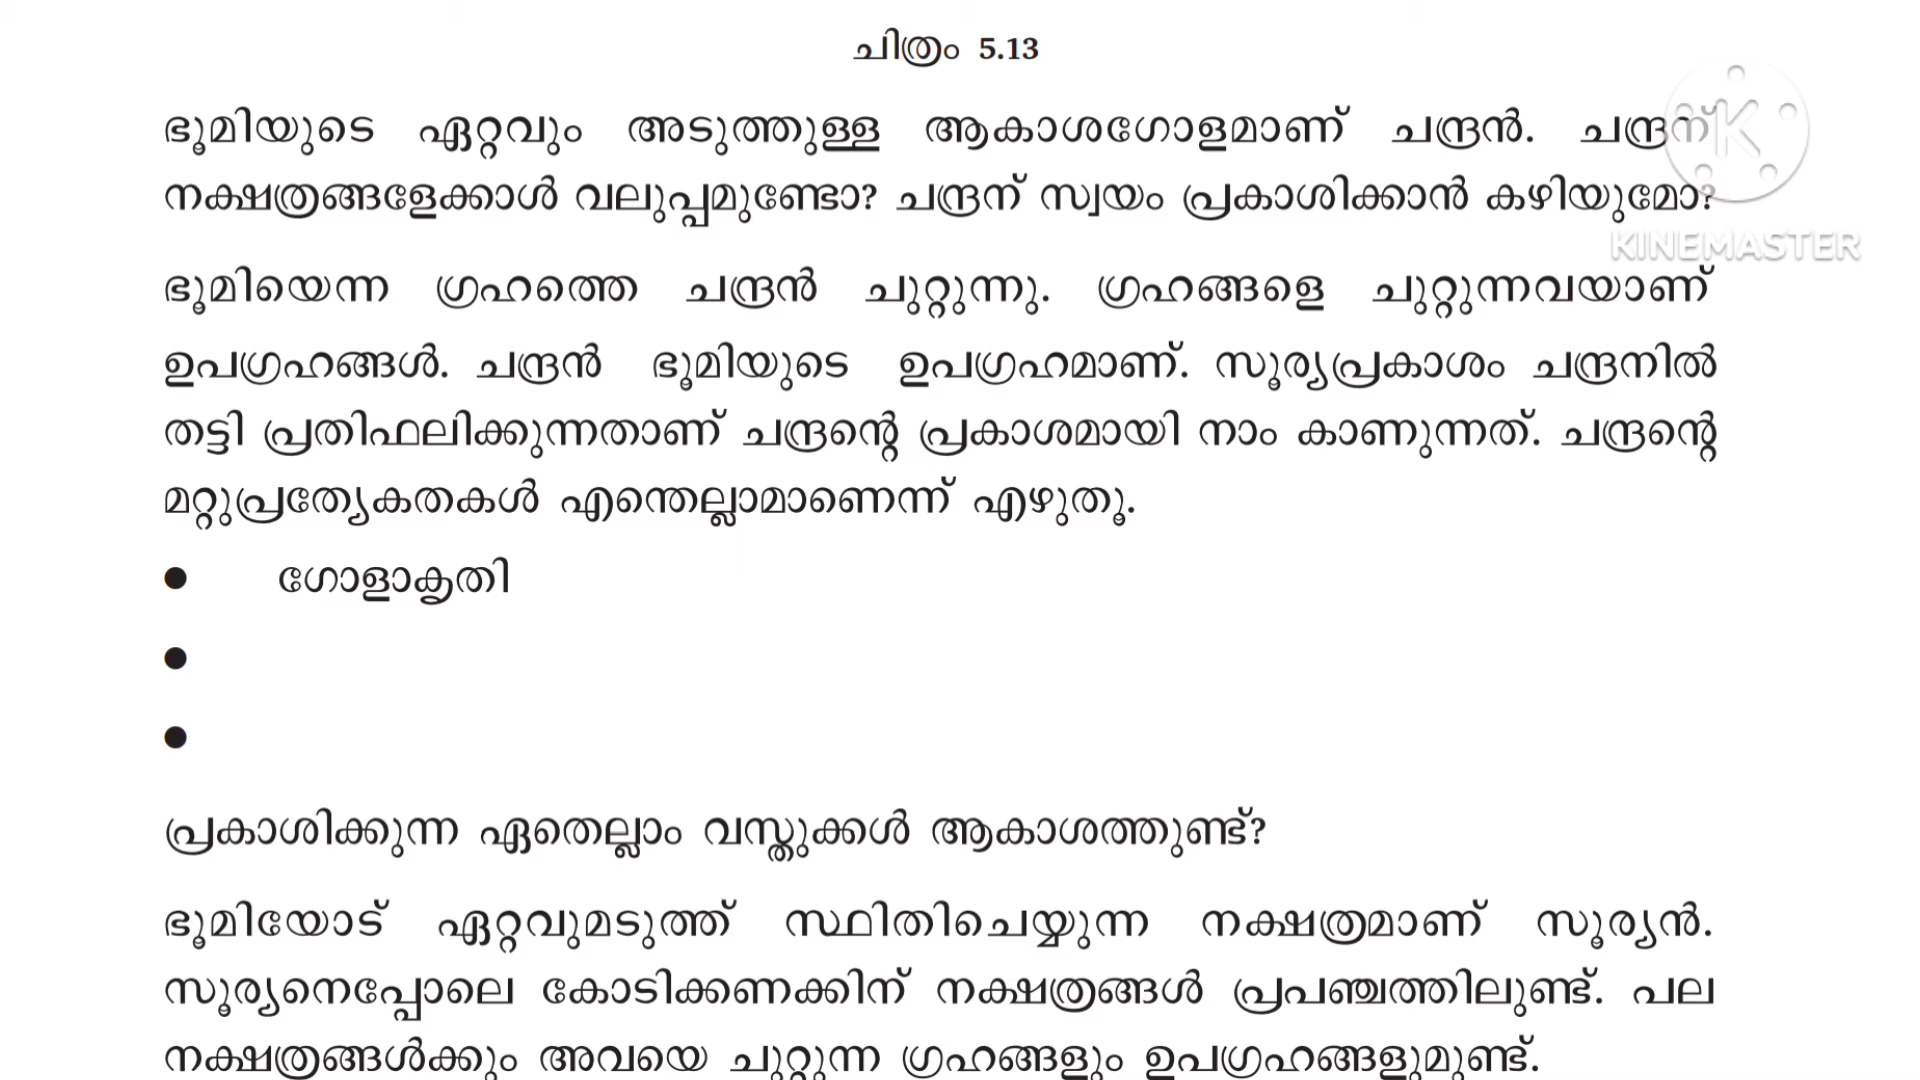 ചിത്രം 5.13
ഭൂമിയുടെ ഏറ്റവും അടുത്തുള്ള ആകാശഗോളമാണ് ചന്ദ്രൻ. ചന്ദ്രന്
നക്ഷത്രങ്ങളേക്കാൾ വലുപ്പമുണ്ടോ? ചന്ദ്രന് സ്വയം പ്രകാശിക്കാൻ കഴിയുമോ?
KINEMASTER
ഭൂമിയെന്ന ഗ്രഹത്തെ ചന്ദ്രൻ ചുറ്റുന്നു. ഗ്രഹങ്ങളെ ചുറ്റുന്നവയാണ്
ഉപഗ്രഹങ്ങൾ. ചന്ദ്രൻ ഭൂമിയുടെ ഉപഗ്രഹമാണ്. സൂര്യപ്രകാശം ചന്ദ്രനിൽ
തട്ടി പ്രതിഫലിക്കുന്നതാണ് ചന്ദ്രന്റെ പ്രകാശമായി നാം കാണുന്നത്. ചന്ദ്രന്റെ
മറ്റുപ്രത്യേകതകൾ എന്തെല്ലാമാണെന്ന് എഴുതൂ.
● ഗോളാകൃതി
●
●
പ്രകാശിക്കുന്ന ഏതെല്ലാം വസ്തുക്കൾ ആകാശത്തുണ്ട്?
ഭൂമിയോട് ഏറ്റവുമടുത്ത് സ്ഥിതിചെയ്യുന്ന നക്ഷത്രമാണ് സൂര്യൻ.
സൂര്യനെപ്പോലെ കോടിക്കണക്കിന് നക്ഷത്രങ്ങൾ പ്രപഞ്ചത്തിലുണ്ട്. പല
നക്ഷത്രങ്ങൾക്കും അവയെ ചുറ്റുന്ന ഗ്രഹങ്ങളും ഉപഗ്രഹങ്ങളുമുണ്ട്.